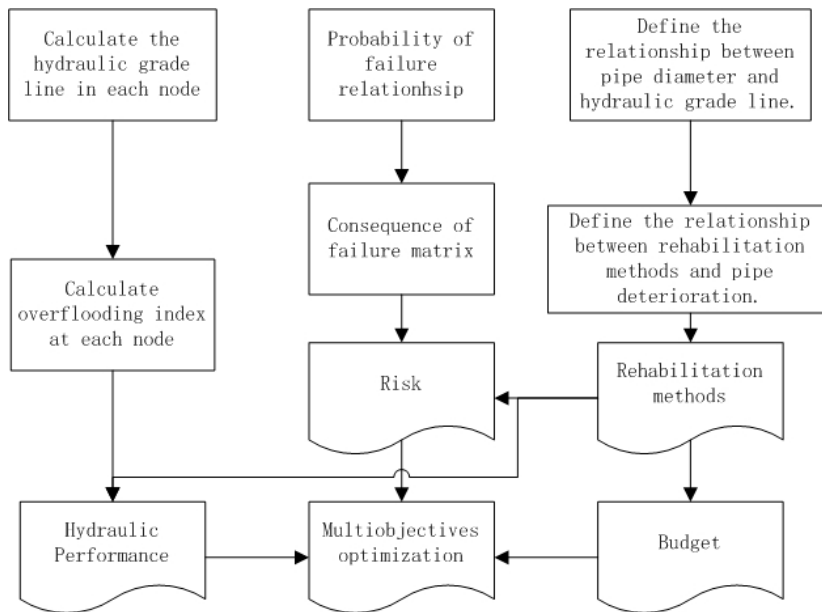 Calculate the
hydraulic grade
line in each node
Probability of
failure
relationhsip
Define the
relationship between
pipe diameter and
hydraulic grade line.
Consequence of
failure matrix
Define the relationship
between rehabilitation
methods and pipe
deterioration.
Calculate
overflooding index
at each node
Risk
Rehabilitation
methods
Hydraulic
Performance
Multiobjectives
optimization
Budget